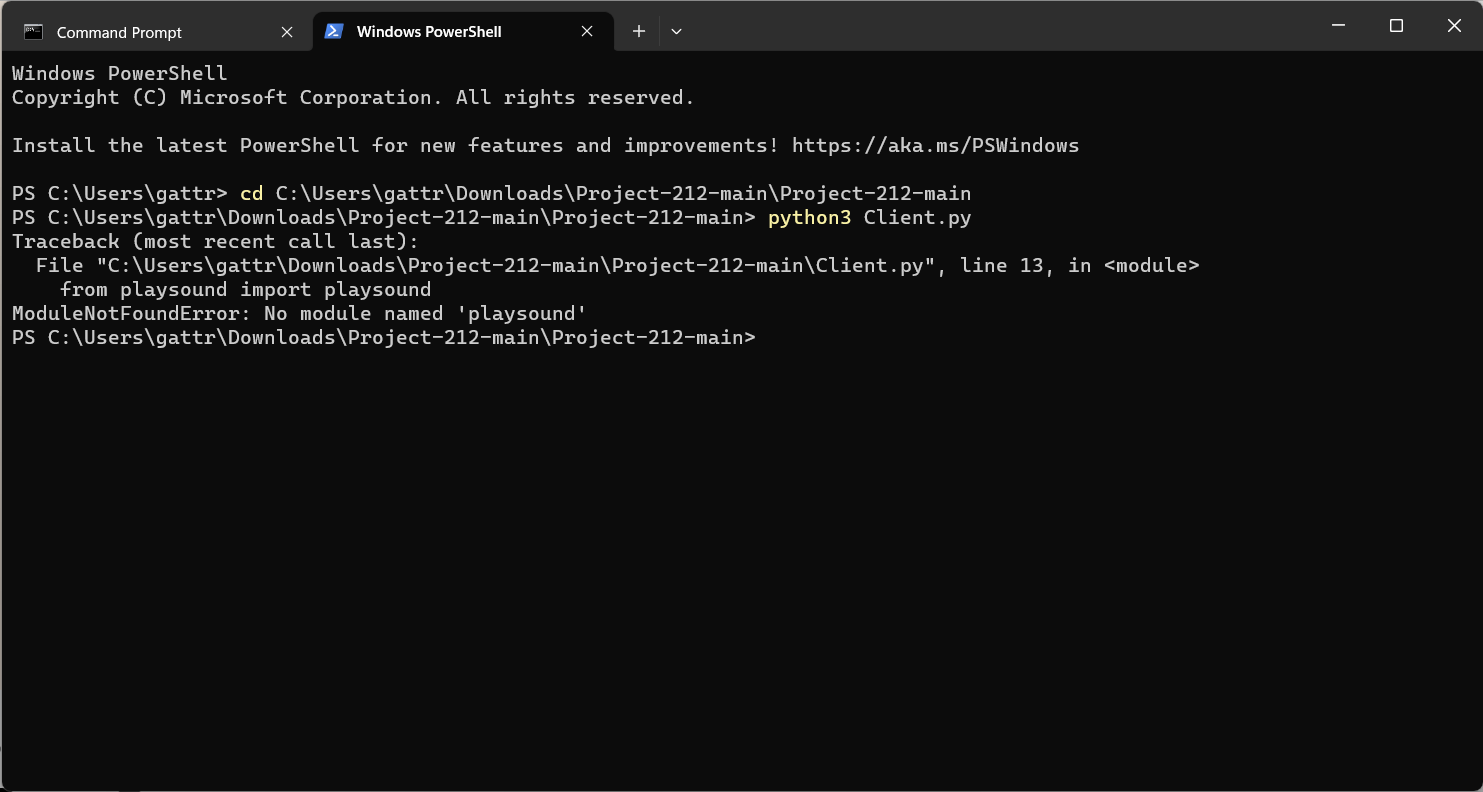 Command Prompt
Windows PowerShell
Windows PowerShell
Copyright (C) Microsoft Corporation. All rights reserved.
Install the latest PowerShell for new features and improvements! https://aka.ms/PSWindows
PS C:\Users\gattr> cd C:\Users\gattr\Downloads\Project-212-main\Project-212-main
PS C:\Users\gattr\Downloads\Project-212-main\Project-212-main> python3 Client.py
Traceback (most recent call last):
  File "C:\Users\gattr\Downloads\Project-212-main\Project-212-main\Client.py", line 13, in <module>
    from playsound import playsound
ModuleNotFoundError: No module named 'playsound'
PS C:\Users\gattr\Downloads\Project-212-main\Project-212-main>